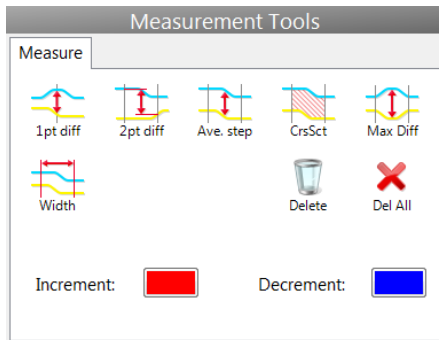 Measurement Tools
Measure
1pt diff 2pt diff Ave. step CrsSct Max Diff
Width Delete Del All
Increment: Decrement: